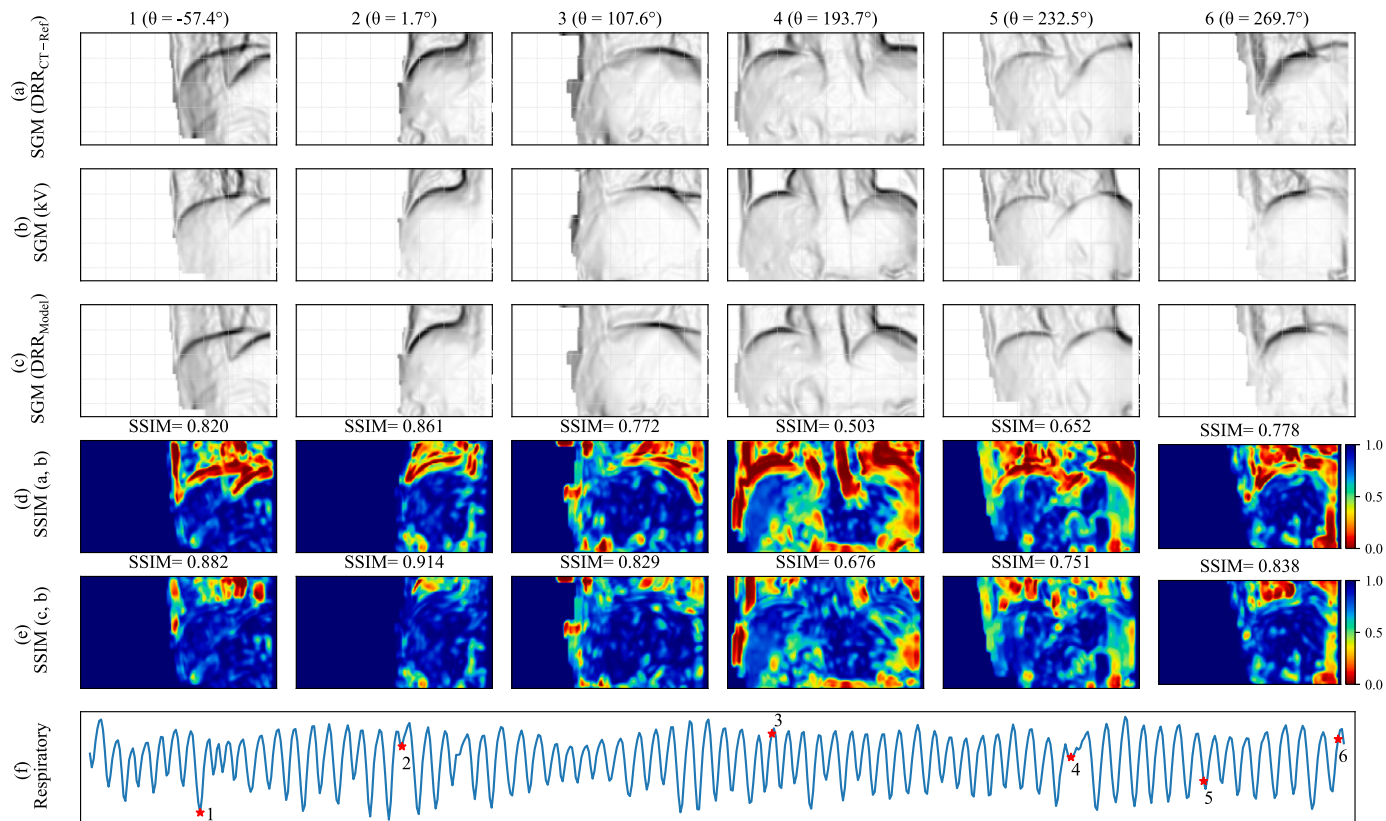 1 (θ = -57.4°) 2 (θ = 1.7°) 3 (θ = 107.6°) 4 (θ = 193.7°) 5 (θ = 232.5°) 6 (θ = 269.7°)
(a)
SGM (DRR_CT−Ref)
(b)
SGM (kV)
(c)
SGM (DRR_Model)
SSIM= 0.820 SSIM= 0.861 SSIM= 0.772 SSIM= 0.503 SSIM= 0.652 SSIM= 0.778
(d)
SSIM (a, b)
1.0
0.5
0.0
SSIM= 0.882 SSIM= 0.914 SSIM= 0.829 SSIM= 0.676 SSIM= 0.751 SSIM= 0.838
(e)
SSIM (c, b)
1.0
0.5
0.0
(f)
Respiratory
1
2
3
4
5
6